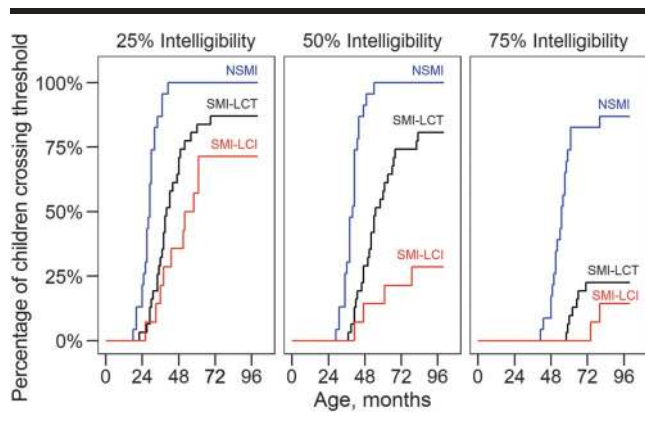 25% Intelligibility
50% Intelligibility
75% Intelligibility
Percentage of children crossing threshold
100%
75%
50%
25%
0%
NSMI
SMI-LCT
SMI-LCI
NSMI
SMI-LCT
SMI-LCI
NSMI
SMI-LCT
SMI-LCI
0 24 48 72 96
0 24 48 72 96
0 24 48 72 96
Age, months